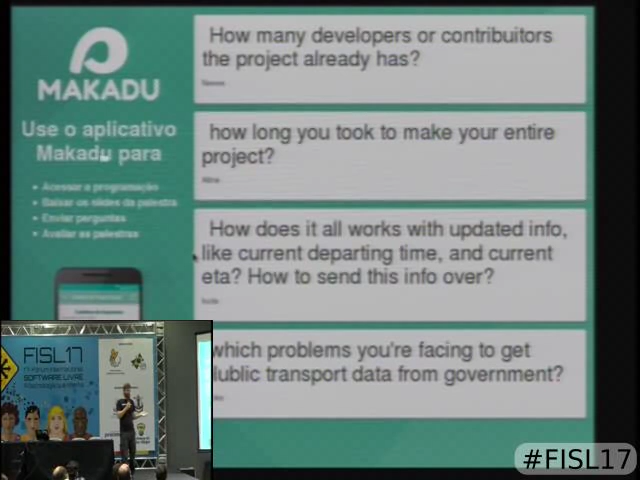 MAKADU
Use o aplicativo
Makadu para
Acessar a programação
Baixar os slides da palestra
Enviar perguntas
Avaliar as palestras
How many developers or contribuitors
the project already has?
how long you took to make your entire
project?
How does it all works with updated info,
like current departing time, and current
eta? How to send this info over?
which problems you're facing to get
public transport data from government?
FISL17
SOFTWARE LIVRE
#FISL17